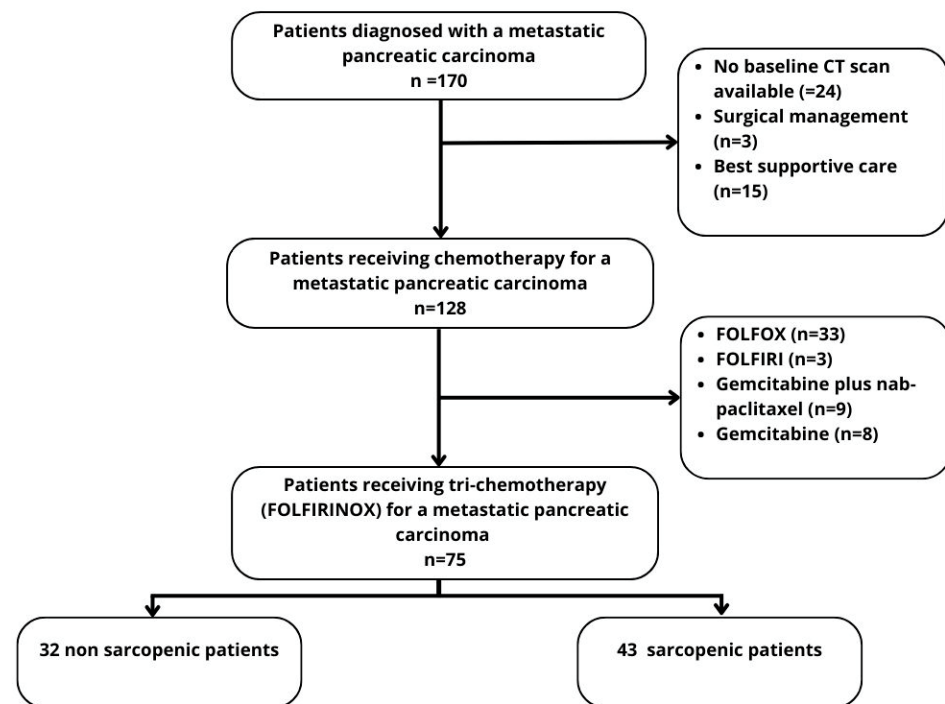 Patients diagnosed with a metastatic
pancreatic carcinoma
n =170
• No baseline CT scan
available (=24)
• Surgical management
(n=3)
• Best supportive care
(n=15)
Patients receiving chemotherapy for a
metastatic pancreatic carcinoma
n=128
• FOLFOX (n=33)
• FOLFIRI (n=3)
• Gemcitabine plus nab-
paclitaxel (n=9)
• Gemcitabine (n=8)
Patients receiving tri-chemotherapy
(FOLFIRINOX) for a metastatic pancreatic
carcinoma
n=75
32 non sarcopenic patients
43 sarcopenic patients